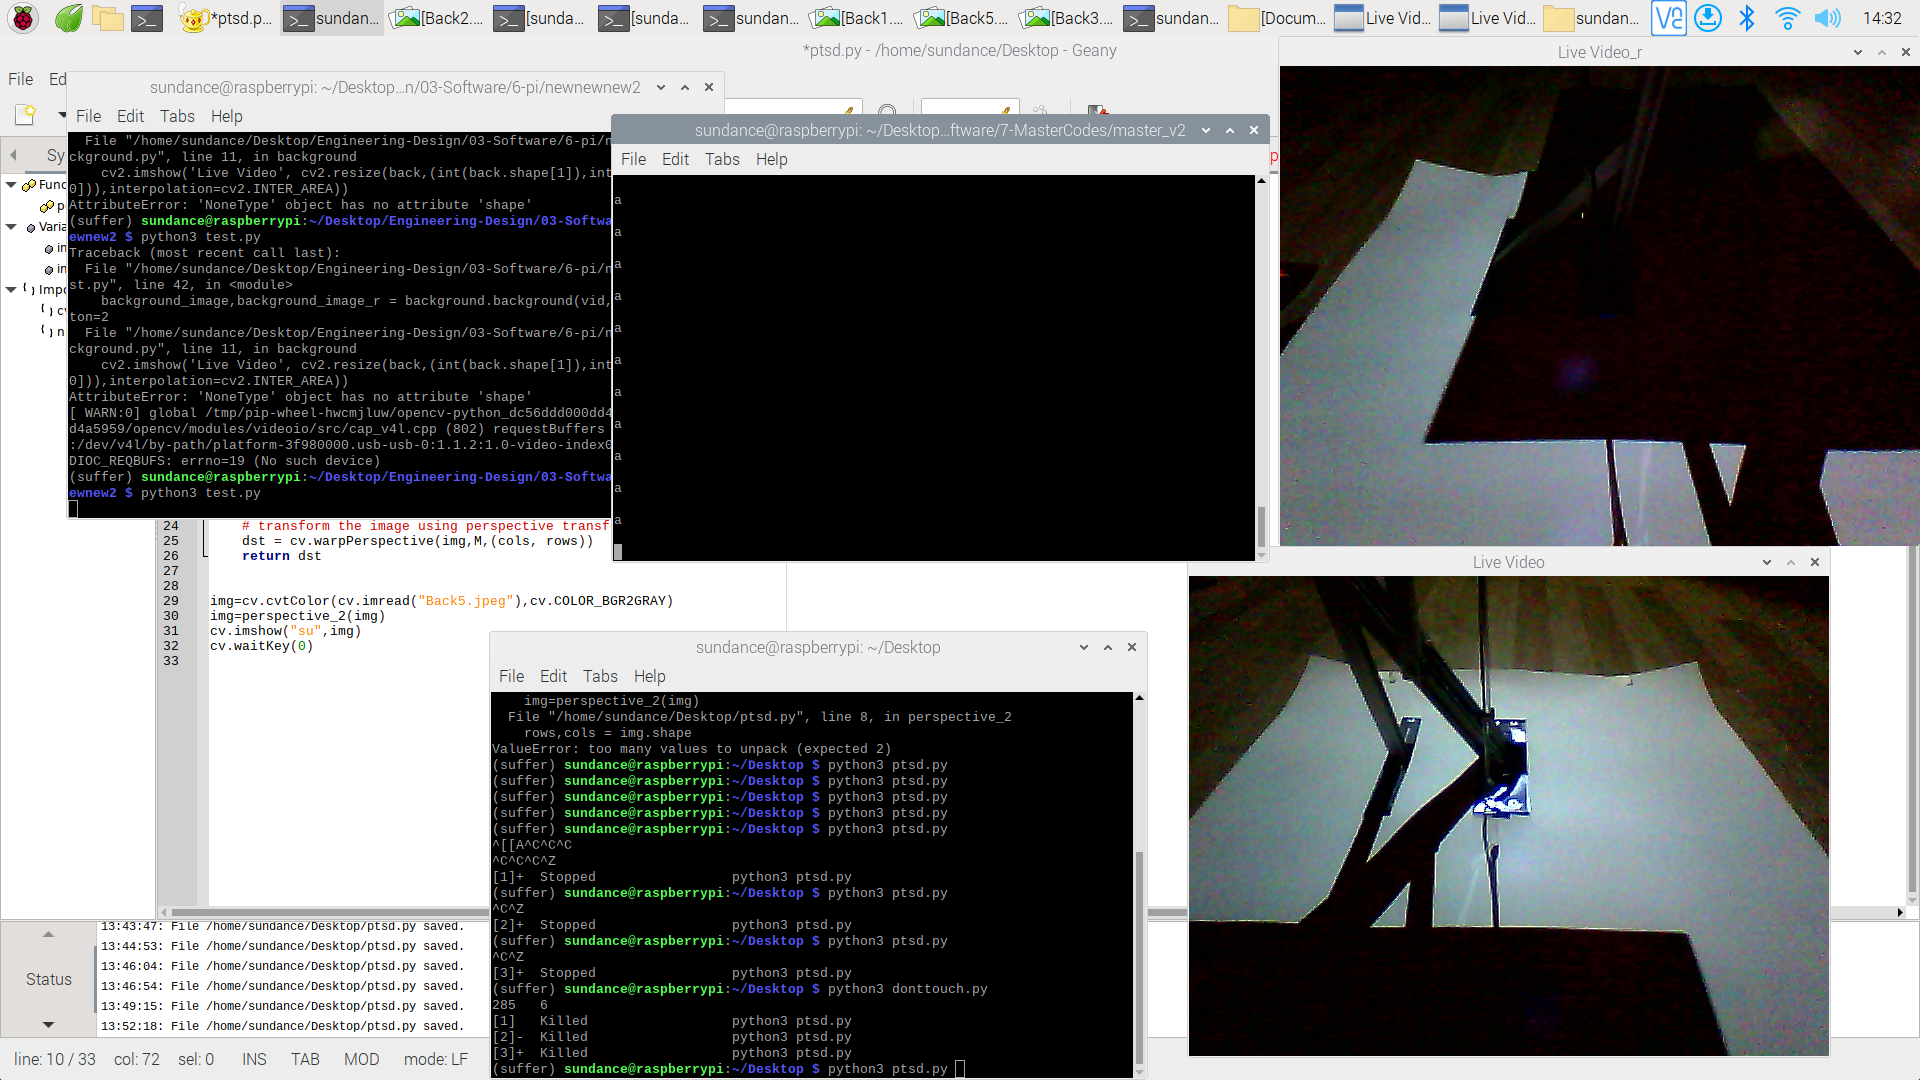 *ptsd.p...
sundan...
[Back2....
[sunda...
[sunda...
sundan...
[Back1....
[Back5....
[Back3....
sundan...
[Docum...
Live Vid...
Live Vid...
sundan...
14:32
*ptsd.py - /home/sundance/Desktop - Geany
File Ed
Sy
Func
p
Varia
in
in
Impo
c
n
sundance@raspberrypi: ~/Desktop...n/03-Software/6-pi/newnewnew2
File Edit Tabs Help
File "/home/sundance/Desktop/Engineering-Design/03-Software/6-pi/n
ckground.py", line 11, in background
cv2.imshow('Live Video', cv2.resize(back,(int(back.shape[1]),int
0])),interpolation=cv2.INTER_AREA))
AttributeError: 'NoneType' object has no attribute 'shape'
(suffer) sundance@raspberrypi:~/Desktop/Engineering-Design/03-Softwa
ewnew2 $ python3 test.py
Traceback (most recent call last):
File "/home/sundance/Desktop/Engineering-Design/03-Software/6-pi/n
st.py", line 42, in <module>
background_image,background_image_r = background.background(vid,
ton=2
File "/home/sundance/Desktop/Engineering-Design/03-Software/6-pi/n
ckground.py", line 11, in background
cv2.imshow('Live Video', cv2.resize(back,(int(back.shape[1]),int
0])),interpolation=cv2.INTER_AREA))
AttributeError: 'NoneType' object has no attribute 'shape'
[ WARN:0] global /tmp/pip-wheel-hwcmjluw/opencv-python_dc56ddd000dd4
d4a5959/opencv/modules/videoio/src/cap_v4l.cpp (802) requestBuffers
:/dev/v4l/by-path/platform-3f980000.usb-usb-0:1.1.2:1.0-video-index0
DIOC_REQBUFS: errno=19 (No such device)
(suffer) sundance@raspberrypi:~/Desktop/Engineering-Design/03-Softwa
ewnew2 $ python3 test.py
sundance@raspberrypi: ~/Desktop...ftware/7-MasterCodes/master_v2
File Edit Tabs Help
a
a
a
a
a
a
a
a
a
a
a
Live Video_r
Live Video
24 # transform the image using perspective transf
25 dst = cv.warpPerspective(img,M,(cols, rows))
26 return dst
27
28
29 img=cv.cvtColor(cv.imread("Back5.jpeg"),cv.COLOR_BGR2GRAY)
30 img=perspective_2(img)
31 cv.imshow("su",img)
32 cv.waitKey(0)
33
sundance@raspberrypi: ~/Desktop
File Edit Tabs Help
img=perspective_2(img)
File "/home/sundance/Desktop/ptsd.py", line 8, in perspective_2
rows,cols = img.shape
ValueError: too many values to unpack (expected 2)
(suffer) sundance@raspberrypi:~/Desktop $ python3 ptsd.py
(suffer) sundance@raspberrypi:~/Desktop $ python3 ptsd.py
(suffer) sundance@raspberrypi:~/Desktop $ python3 ptsd.py
(suffer) sundance@raspberrypi:~/Desktop $ python3 ptsd.py
(suffer) sundance@raspberrypi:~/Desktop $ python3 ptsd.py
^[[A^C^C^C
^C^C^C^Z
[1]+ Stopped python3 ptsd.py
(suffer) sundance@raspberrypi:~/Desktop $ python3 ptsd.py
^C^Z
[2]+ Stopped python3 ptsd.py
(suffer) sundance@raspberrypi:~/Desktop $ python3 ptsd.py
^C^Z
[3]+ Stopped python3 ptsd.py
(suffer) sundance@raspberrypi:~/Desktop $ python3 donttouch.py
285 6
[1] Killed python3 ptsd.py
[2]- Killed python3 ptsd.py
[3]+ Killed python3 ptsd.py
(suffer) sundance@raspberrypi:~/Desktop $ python3 ptsd.py
Status
13:43:47: File /home/sundance/Desktop/ptsd.py saved.
13:44:53: File /home/sundance/Desktop/ptsd.py saved.
13:46:04: File /home/sundance/Desktop/ptsd.py saved.
13:46:54: File /home/sundance/Desktop/ptsd.py saved.
13:49:15: File /home/sundance/Desktop/ptsd.py saved.
13:52:18: File /home/sundance/Desktop/ptsd.py saved.
line: 10 / 33 col: 72 sel: 0 INS TAB MOD mode: LF